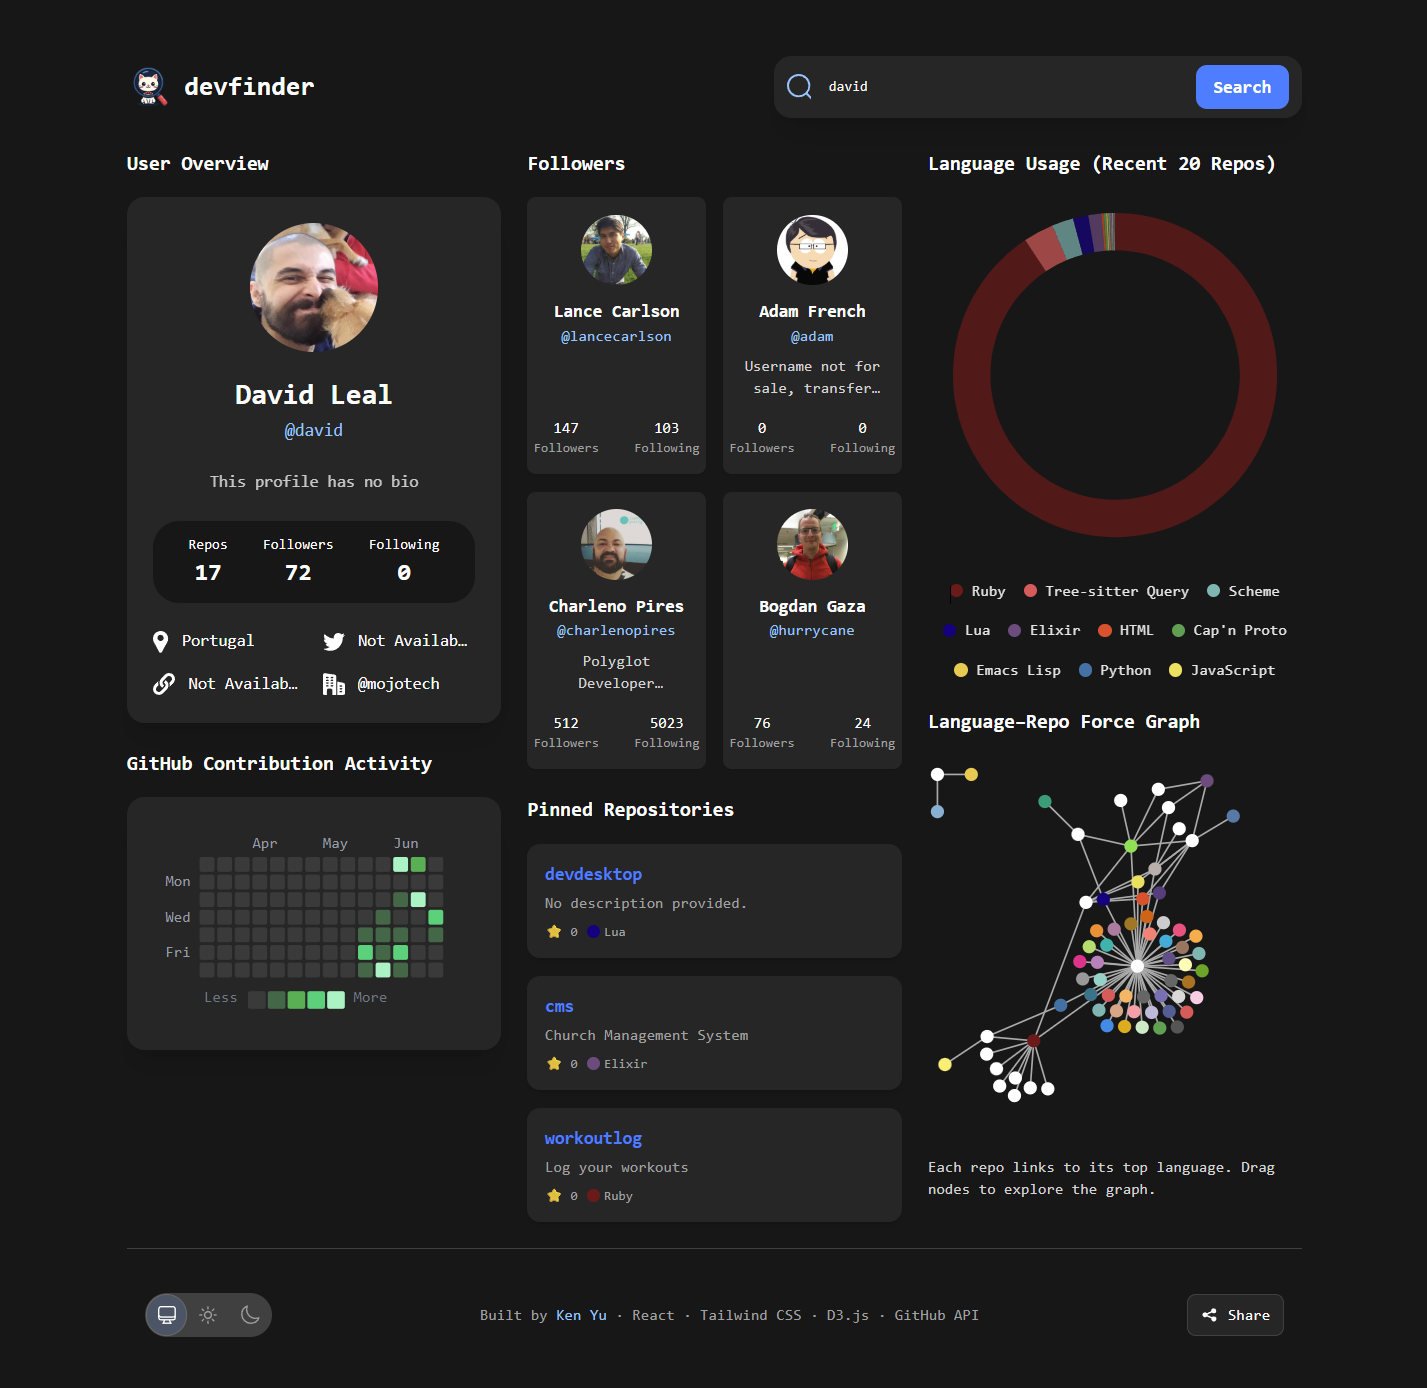 devfinder
david
Search
User Overview
David Leal
@david
This profile has no bio
Repos Followers Following
17 72 0
Portugal
Not Availab…
Not Availab…
@mojotech
GitHub Contribution Activity
Apr May Jun
Mon
Wed
Fri
Less More
Followers
Lance Carlson
@lancecarlson
147 103
Followers Following
Adam French
@adam
Username not for
sale, transfer…
0 0
Followers Following
Charleno Pires
@charlenopires
Polyglot
Developer…
512 5023
Followers Following
Bogdan Gaza
@hurrycane
76 24
Followers Following
Pinned Repositories
devdesktop
No description provided.
0 Lua
cms
Church Management System
0 Elixir
workoutlog
Log your workouts
0 Ruby
Language Usage (Recent 20 Repos)
Ruby Tree-sitter Query Scheme
Lua Elixir HTML Cap'n Proto
Emacs Lisp Python JavaScript
Language–Repo Force Graph
Each repo links to its top language. Drag
nodes to explore the graph.
Built by Ken Yu · React · Tailwind CSS · D3.js · GitHub API
Share